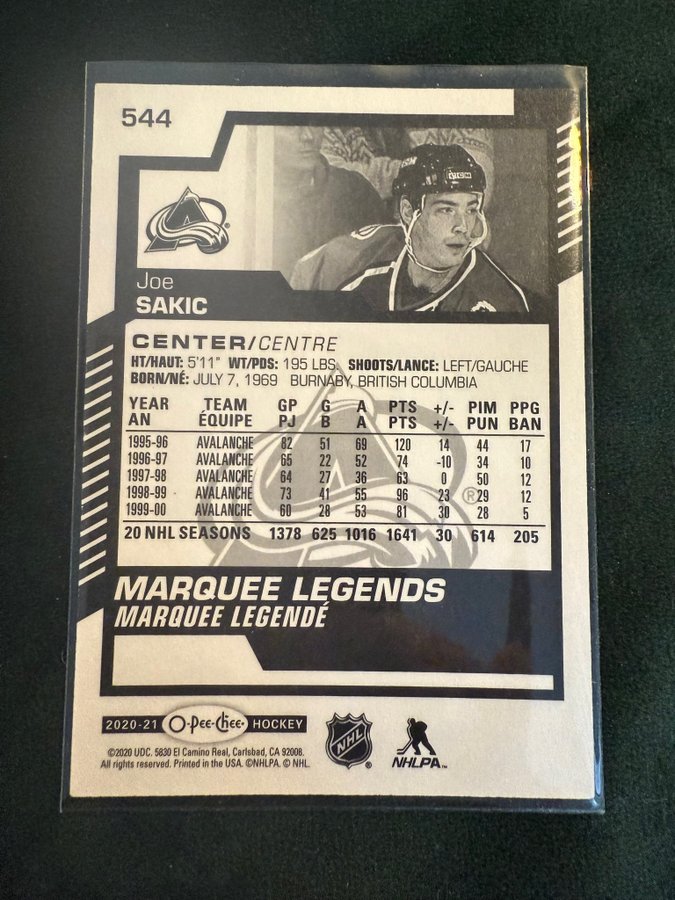 544
CCM
Joe
SAKIC
CENTER/CENTRE
HT/HAUT: 5'11" WT/PDS: 195 LBS. SHOOTS/LANCE: LEFT/GAUCHE
BORN/NÉ: JULY 7, 1969 BURNABY, BRITISH COLUMBIA
YEAR TEAM GP G A PTS +/- PIM PPG
AN ÉQUIPE PJ B A PTS +/- PUN BAN
1995-96 AVALANCHE 82 51 69 120 14 44 17
1996-97 AVALANCHE 65 22 52 74 -10 34 10
1997-98 AVALANCHE 64 27 36 63 0 50 12
1998-99 AVALANCHE 73 41 55 96 23 29 12
1999-00 AVALANCHE 60 28 53 81 30 28 5
20 NHL SEASONS 1378 625 1016 1641 30 614 205
®
MARQUEE LEGENDS
MARQUEE LEGENDÉ
2020-21 O-Pee-Chee® HOCKEY
©2020 UDC. 5830 El Camino Real, Carlsbad, CA 92008.
All rights reserved. Printed in the USA. ©NHLPA. © NHL.
NHL ®
NHLPA™